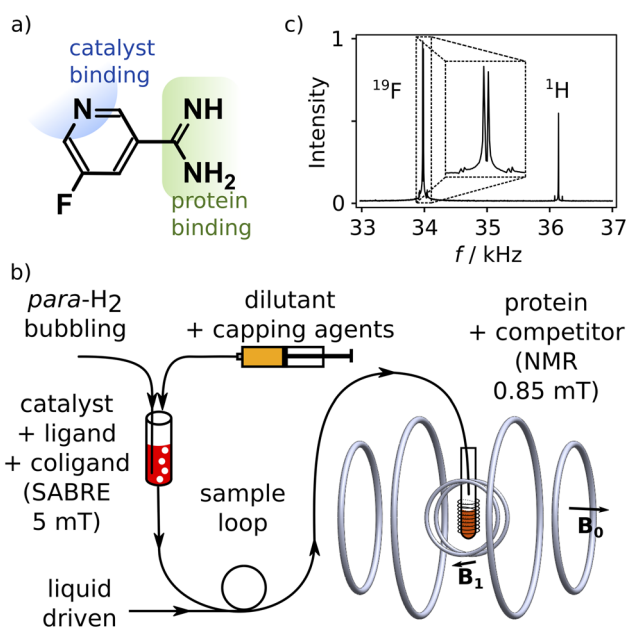 a)
catalyst
binding
N
NH
NH2
F
protein
binding
c)
1
19F
1H
Intensity
0
33 34 35 36 37
f / kHz
b)
para-H2
bubbling
dilutant
+ capping agents
protein
+ competitor
(NMR
0.85 mT)
catalyst
+ ligand
+ coligand
(SABRE
5 mT)
sample
loop
liquid
driven
B0
B1